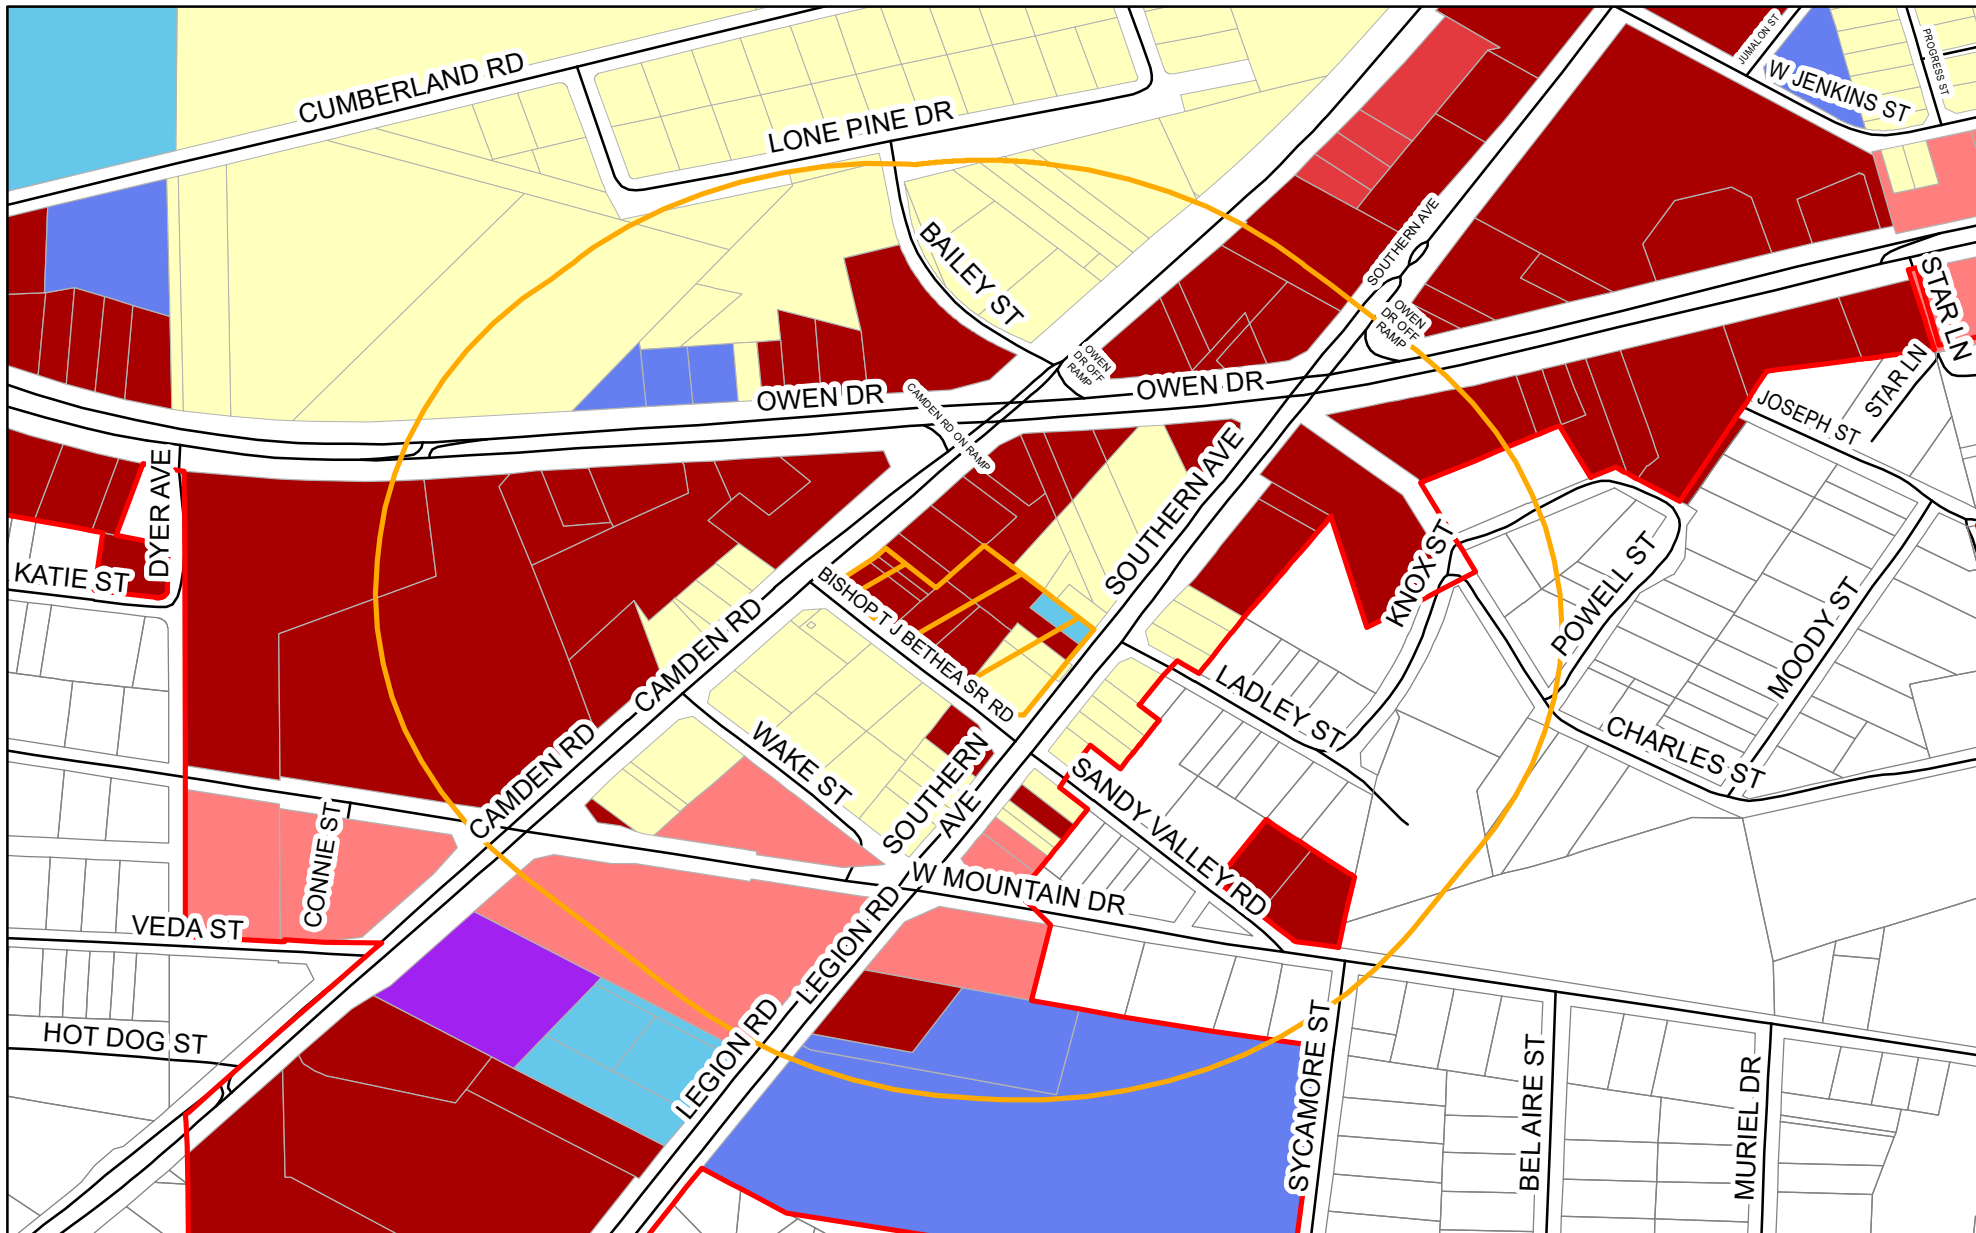 CUMBERLAND RD
LONE PINE DR
JUMALON ST
PROGRESS ST
W JENKINS ST
BAILEY ST
SOUTHERN AVE
OWEN
DR OFF
RAMP
STAR LN
OWEN
DR OFF
RAMP
OWEN DR
OWEN DR
CAMDEN RD ON RAMP
STAR LN
JOSEPH ST
DYER AVE
SOUTHERN AVE
KATIE ST
KNOX ST
POWELL ST
MOODY ST
BISHOP T J BETHEA SR RD
CAMDEN RD
LADLEY ST
CHARLES ST
WAKE ST
CAMDEN RD
SOUTHERN
AVE
SANDY VALLEY RD
CONNIE ST
W MOUNTAIN DR
VEDA ST
LEGION RD
HOT DOG ST
LEGION RD
SYCAMORE ST
BEL AIRE ST
MURIEL DR